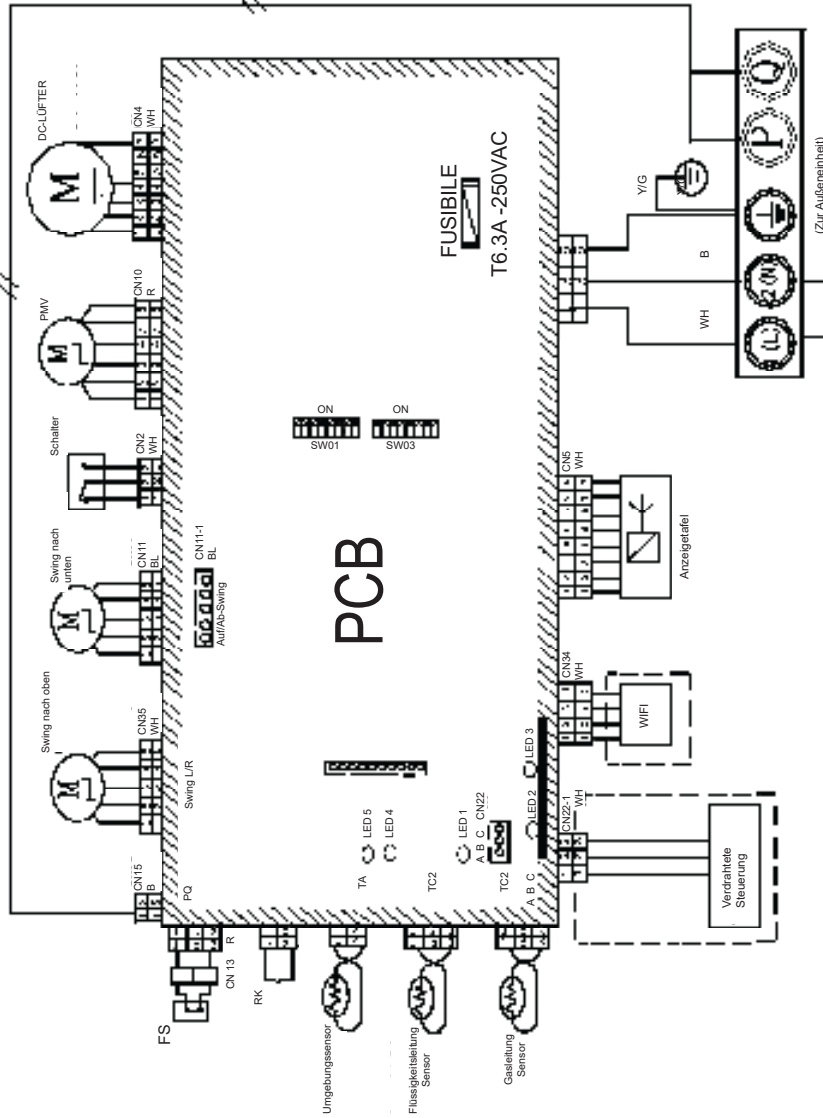 DC-LÜFTER
CN4
WH
PMV
CN10
R
Schalter
CN2
WH
Swing nach
unten
CN11
BL
Swing nach oben
CN35
WH
CN15
B
PQ
Swing L/R
CN11-1
BL
Auf/Ab-Swing
FUSIBILE
T6.3A -250VAC
ON
SW01
ON
SW03
PCB
FS
CN 13
R
RK
Umgebungssensor
TA
LED 5
LED 4
Flüssigkeitsleitung
Sensor
TC2
LED 1
A B C CN22
Gasleitung
Sensor
TC2
A B C
LED 2
LED 3
CN22-1
WH
Verdrahtete
Steuerung
CN34
WH
WIFI
CN5
WH
Anzeigetafel
WH
B
Y/G
(L)
2 (N)
P
Q
(Zur Außeneinheit)
M
M
M
M